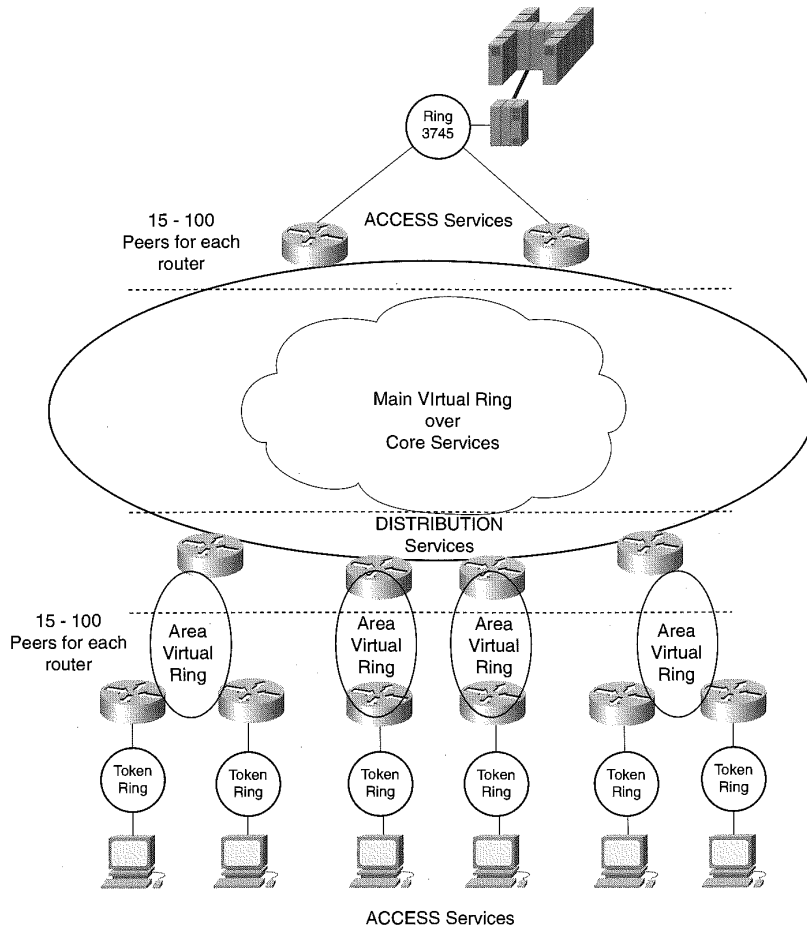 Ring
3745
15 - 100
Peers for each
router
ACCESS Services
Main VIrtual Ring
over
Core Services
DISTRIBUTION
Services
15 - 100
Peers for each
router
Area
Virtual
Ring
Area
Virtual
Ring
Area
Virtual
Ring
Area
Virtual
Ring
Token
Ring
Token
Ring
Token
Ring
Token
Ring
Token
Ring
Token
Ring
ACCESS Services